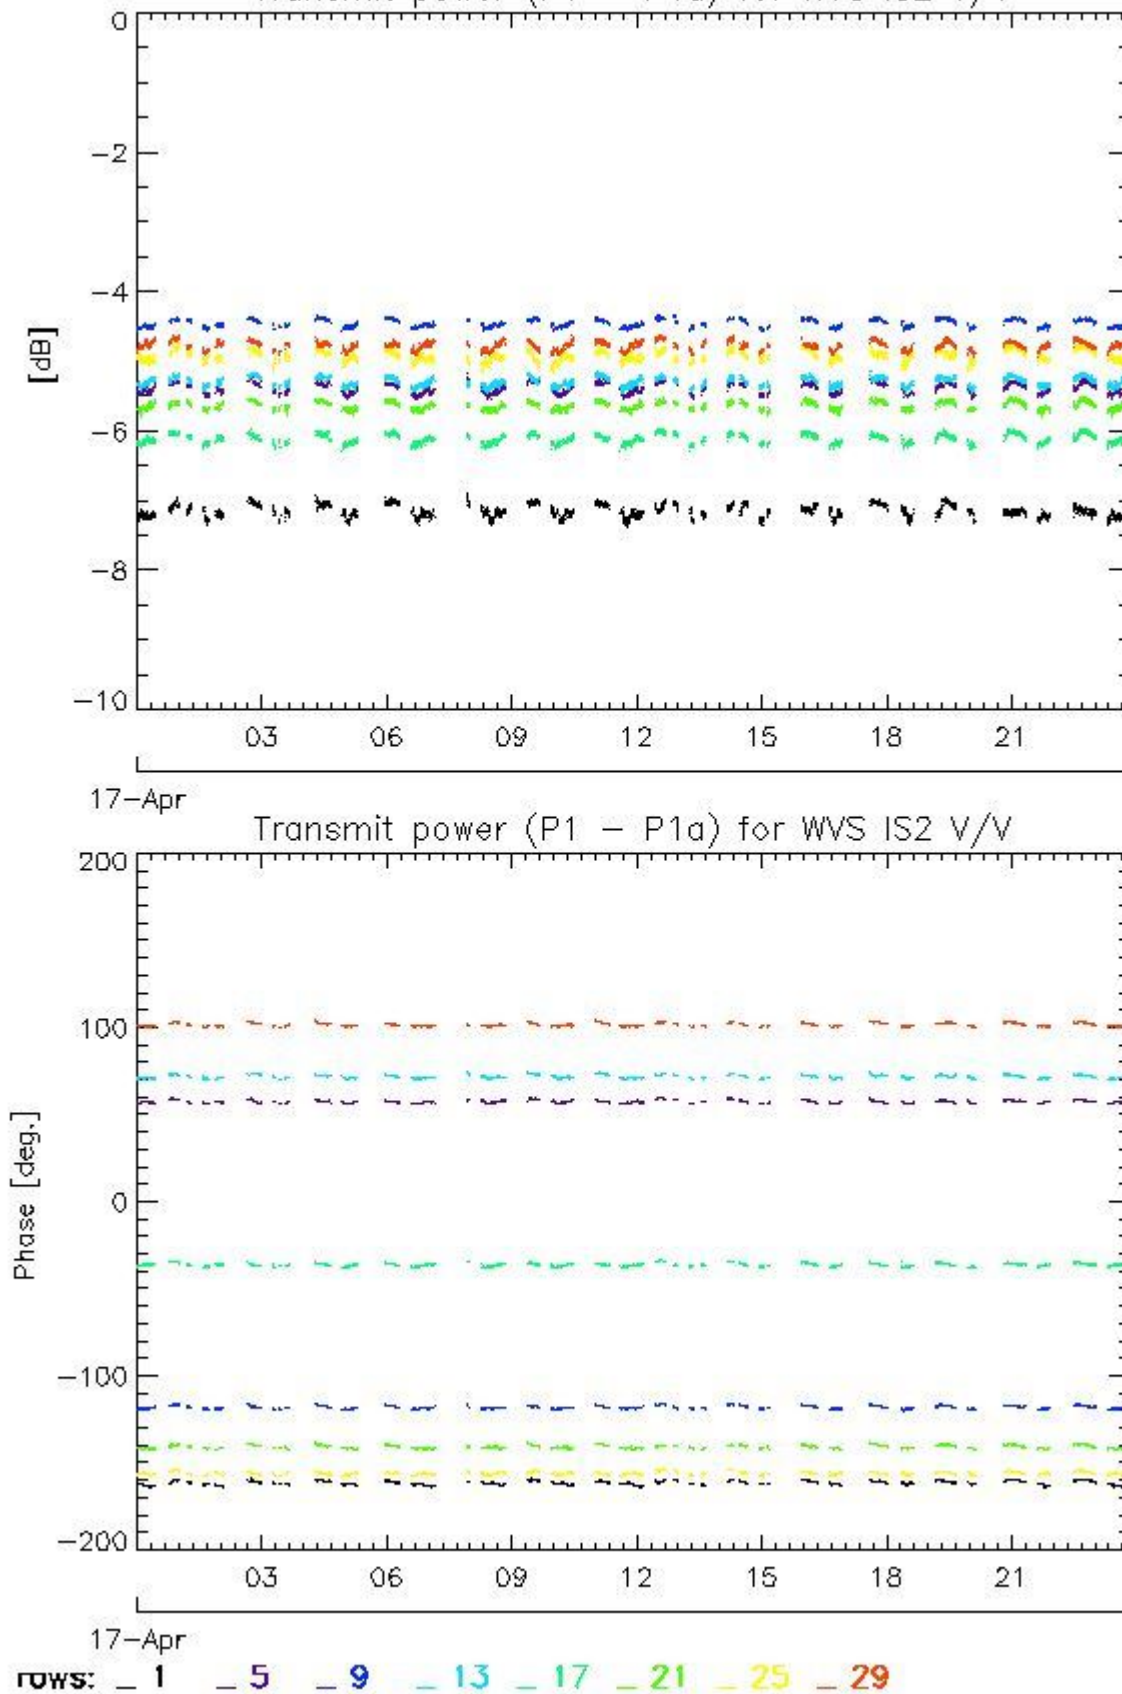 0
-2
-4
[dB]
-6
-8
-10
03 06 09 12 15 18 21
17-Apr
Transmit power (P1 - P1a) for WVS IS2 V/V
200
100
Phase [deg.]
0
-100
-200
03 06 09 12 15 18 21
17-Apr
rows: _ 1 _ 5 _ 9 _ 13 _ 17 _ 21 _ 25 _ 29